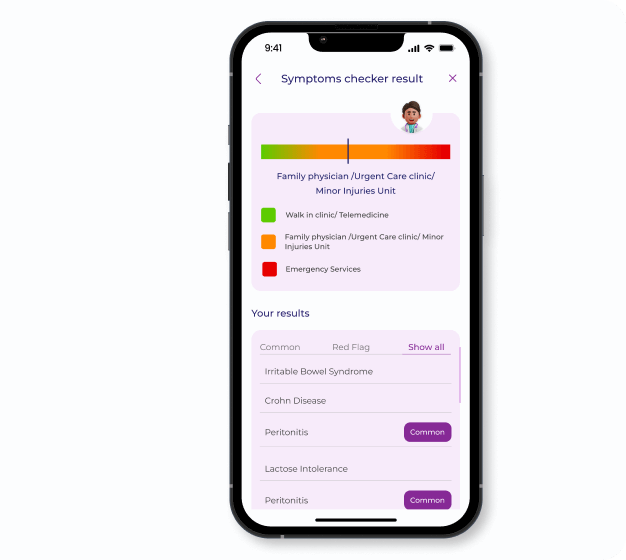 9:41
Symptoms checker result
Family physician /Urgent Care clinic/
Minor Injuries Unit
Walk in clinic/ Telemedicine
Family physician /Urgent Care clinic/ Minor
Injuries Unit
Emergency Services
Your results
Common Red Flag Show all
Irritable Bowel Syndrome
Crohn Disease
Peritonitis Common
Lactose Intolerance
Peritonitis Common